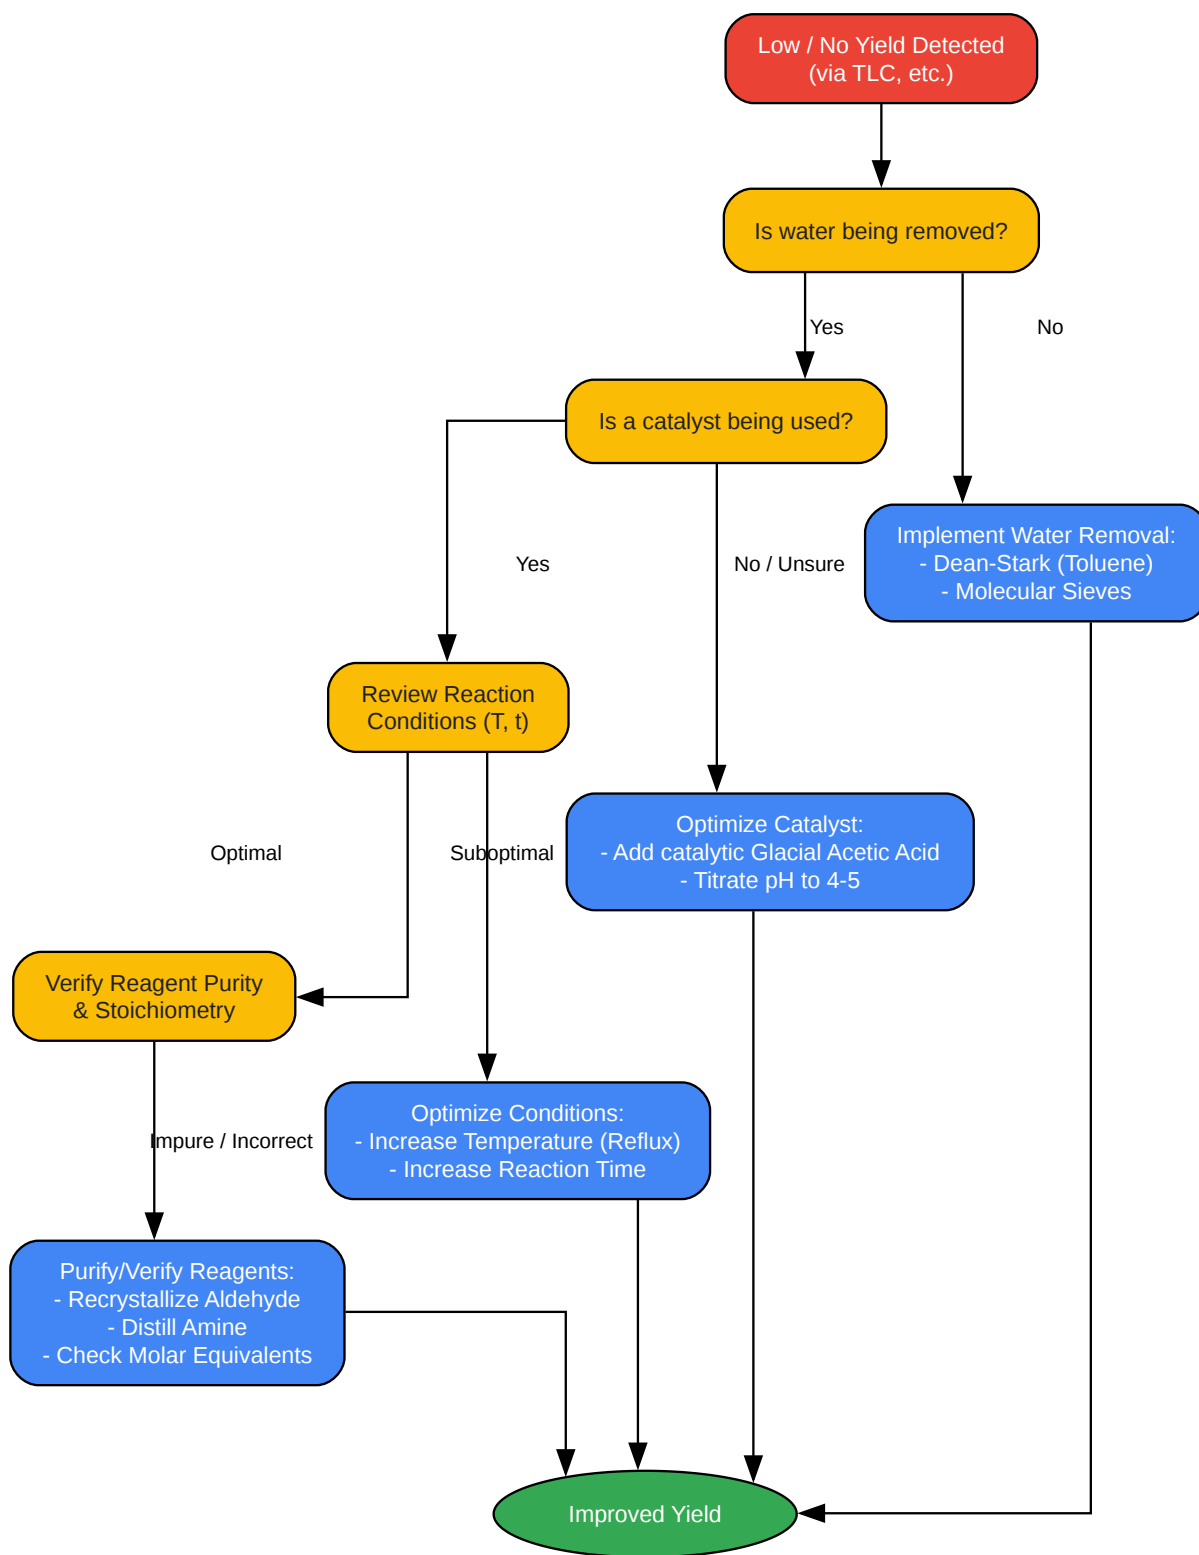 Low / No Yield Detected
(via TLC, etc.)
Is water being removed?
Yes
No
Is a catalyst being used?
Implement Water Removal:
- Dean-Stark (Toluene)
- Molecular Sieves
Yes
No / Unsure
Review Reaction
Conditions (T, t)
Optimize Catalyst:
- Add catalytic Glacial Acetic Acid
- Titrate pH to 4-5
Optimal
Suboptimal
Verify Reagent Purity
& Stoichiometry
Optimize Conditions:
- Increase Temperature (Reflux)
- Increase Reaction Time
Impure / Incorrect
Purify/Verify Reagents:
- Recrystallize Aldehyde
- Distill Amine
- Check Molar Equivalents
Improved Yield